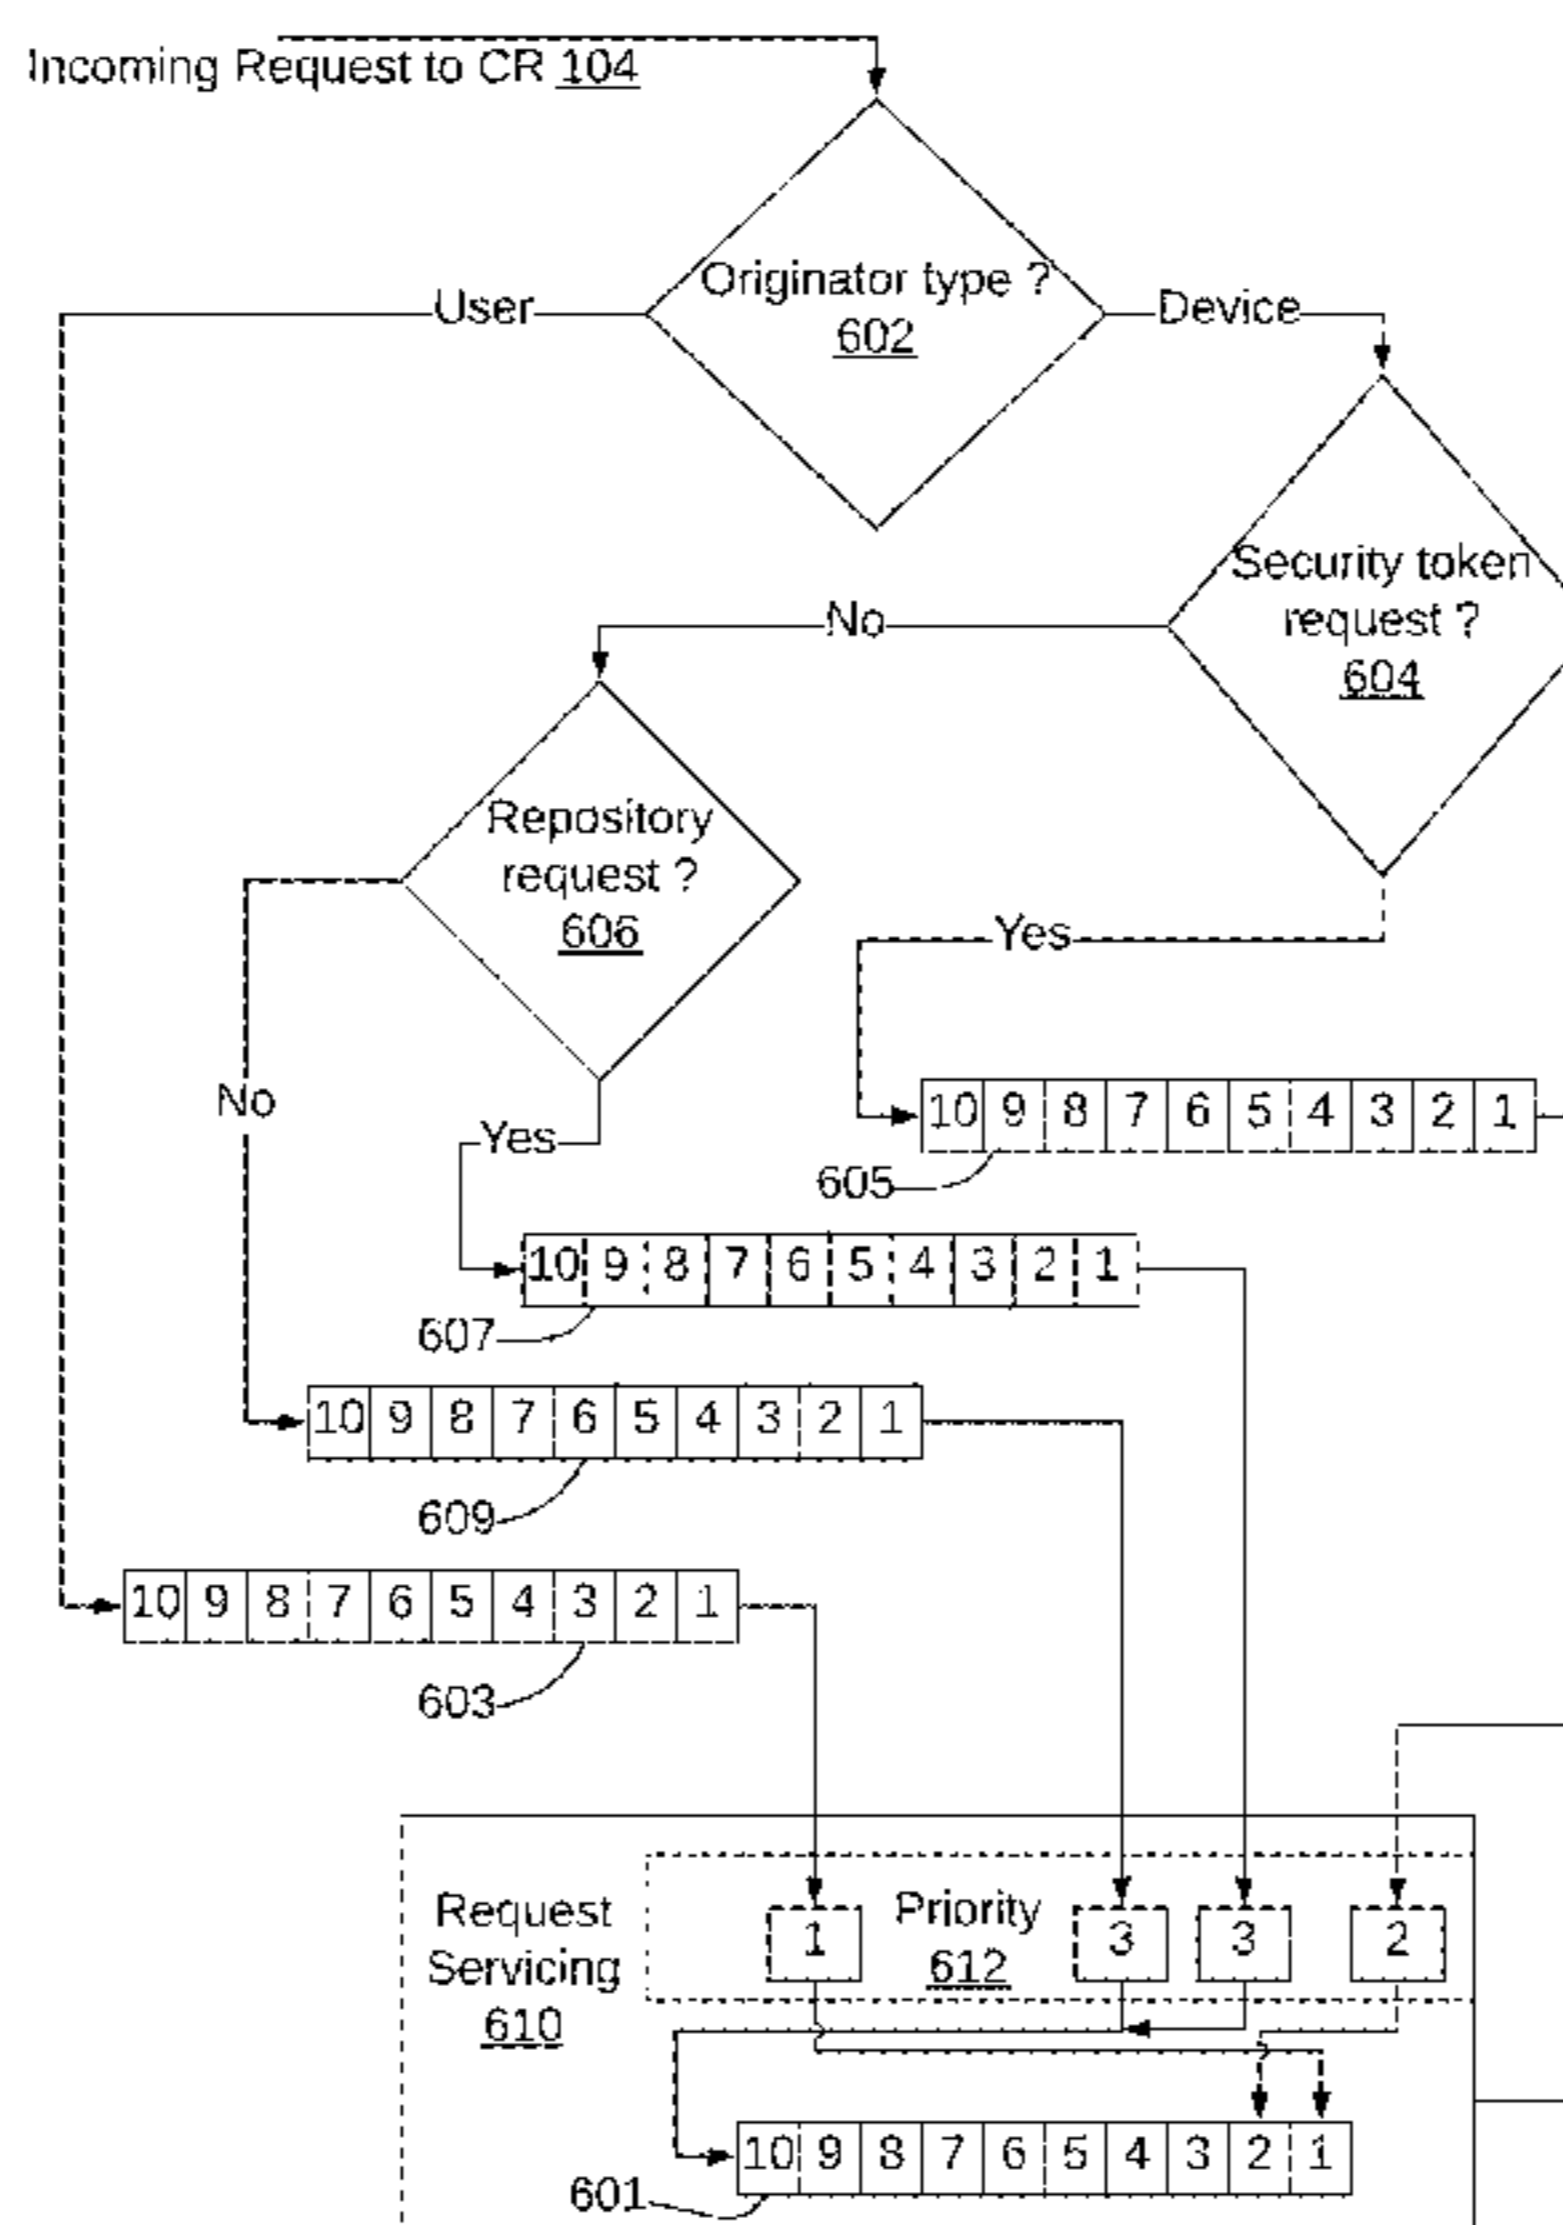 Incoming Request to CR 104
Originator type ?
602
User
Device
Security token
request ?
604
No
Repository
request ?
606
Yes
No
Yes
10 9 8 7 6 5 4 3 2 1
605
10 9 8 7 6 5 4 3 2 1
607
10 9 8 7 6 5 4 3 2 1
609
10 9 8 7 6 5 4 3 2 1
603
Request
Servicing
610
Priority
612
1
3
3
2
10 9 8 7 6 5 4 3 2 1
601